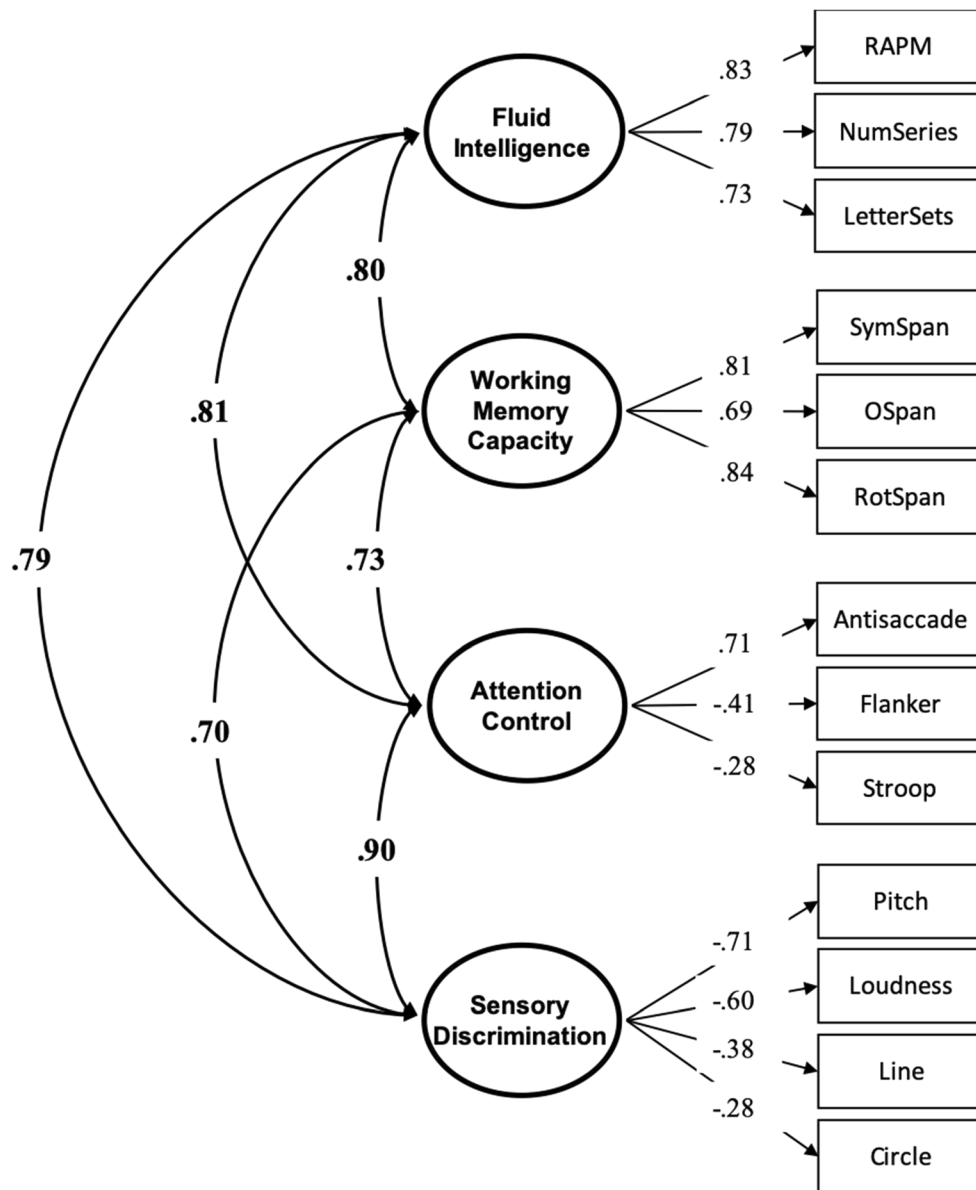 RAPM
.83
Fluid
Intelligence
.79
NumSeries
.73
LetterSets
.80
SymSpan
.81
Working
Memory
Capacity
.81
.69
OSpan
.84
RotSpan
.79
.73
Antisaccade
.71
Attention
Control
-.41
Flanker
.70
-.28
Stroop
.90
Pitch
-.71
Sensory
Discrimination
-.60
Loudness
-.38
Line
-.28
Circle